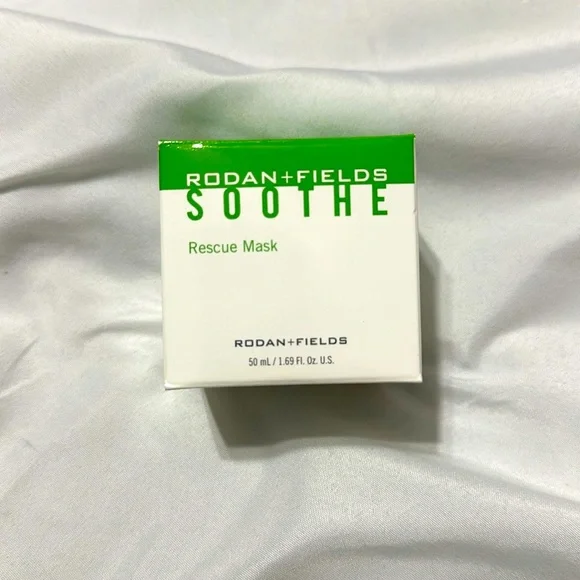 RODAN+FIELDS
SOOTHE
Rescue Mask
RODAN+FIELDS
50 mL / 1.69 Fl. Oz. U.S.